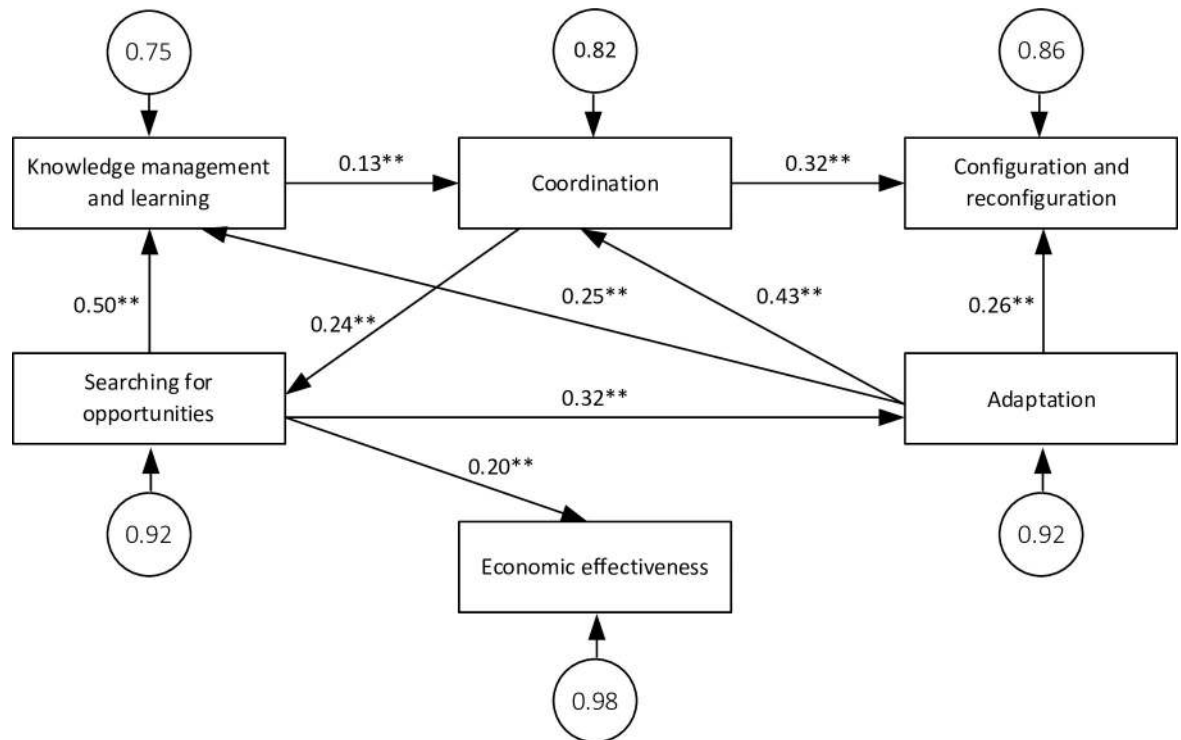 0.75
0.82
0.86
Knowledge management
and learning
0.13**
Coordination
0.32**
Configuration and
reconfiguration
0.50**
0.24**
0.25**
0.43**
0.26**
Searching for
opportunities
0.32**
Adaptation
0.20**
0.92
Economic effectiveness
0.92
0.98